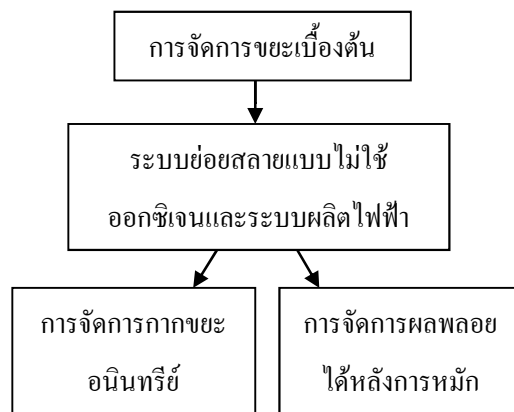 การจัดการขยะเบื้องต้น
ระบบย่อยสลายแบบไม่ใช้
ออกซิเจนและระบบผลิตไฟฟ้า
การจัดการกากขยะ
อนินทรีย์
การจัดการผลพลอย
ได้หลังการหมัก